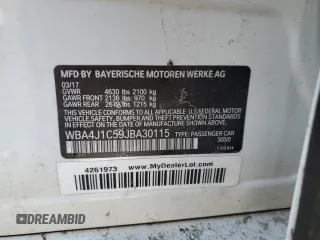 MFD BY BAYERISCHE MOTOREN WERKE AG
03/17
GVWR 4630 lbs 2100 kg
GAWR FRONT 2138 lbs 970 kg
GAWR REAR 2679 lbs 1215 kg
THIS VEHICLE CONFORMS TO ALL APPLICABLE
U.S. FEDERAL MOTOR VEHICLE SAFETY, BUMPER
AND THEFT PREVENTION STANDARDS IN EFFECT
ON THE DATE OF MANUFACTURE SHOWN ABOVE.
WBA4J1C59JBA30115 TYPE: PASSENGER CAR
300/0
4261973 www.MyDealerLot.com
DREAMBID